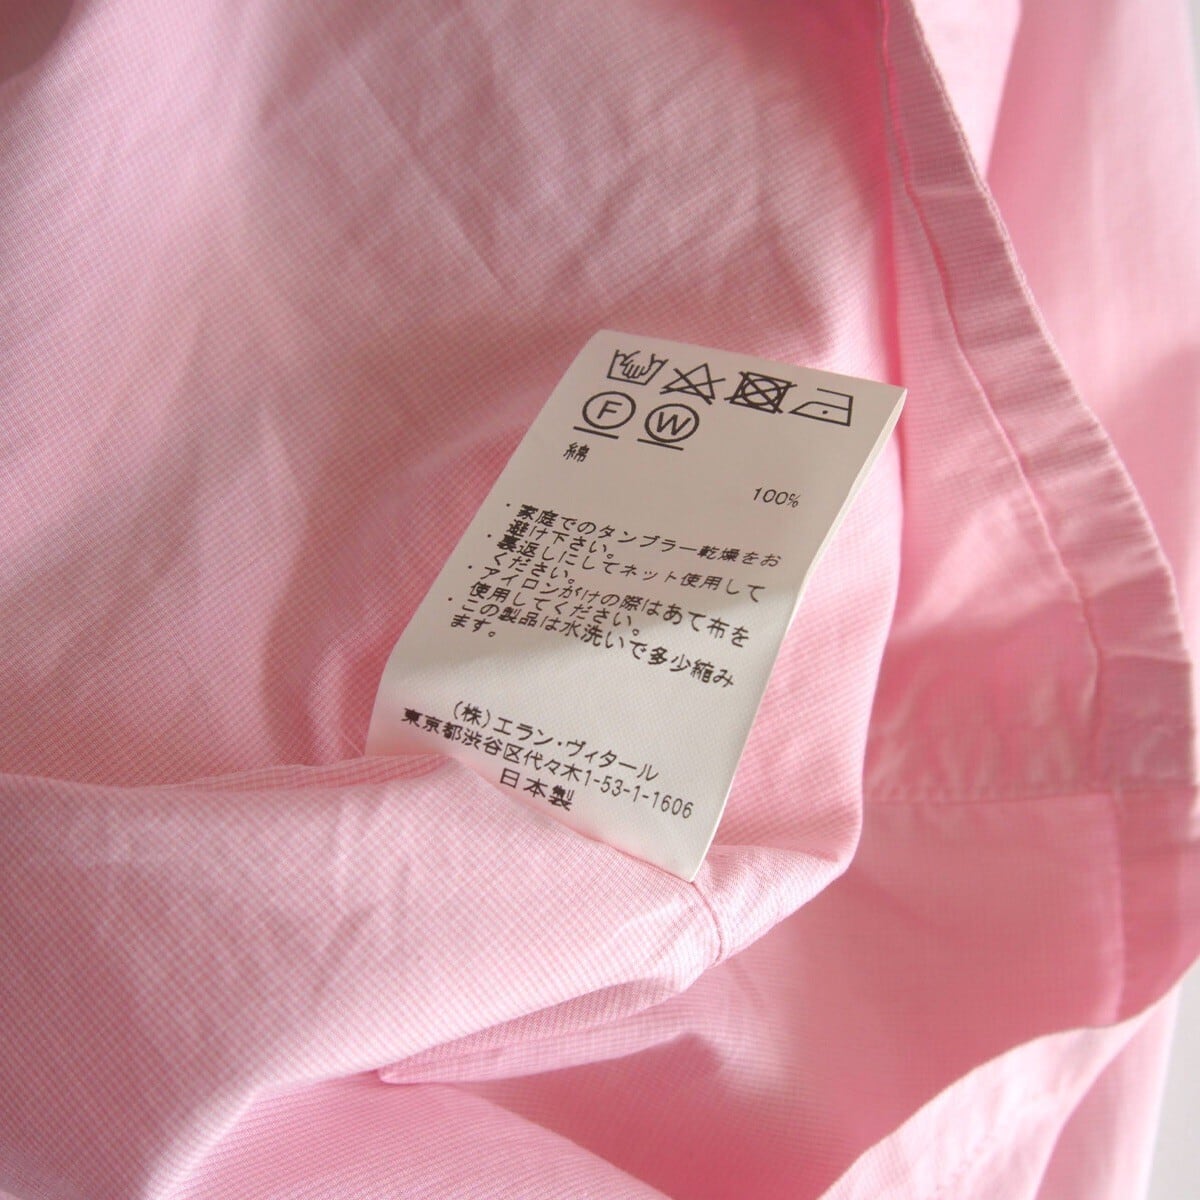 F W
綿
100%
・家庭でのタンブラー乾燥をお
避け下さい。
・裏返しにしてネット使用して
ください。
・アイロンがけの際はあて布を
使用してください。
・この製品は水洗いで多少縮み
ます。
(株)エラン・ヴィタール
東京都渋谷区代々木1-53-1-1606
日本製